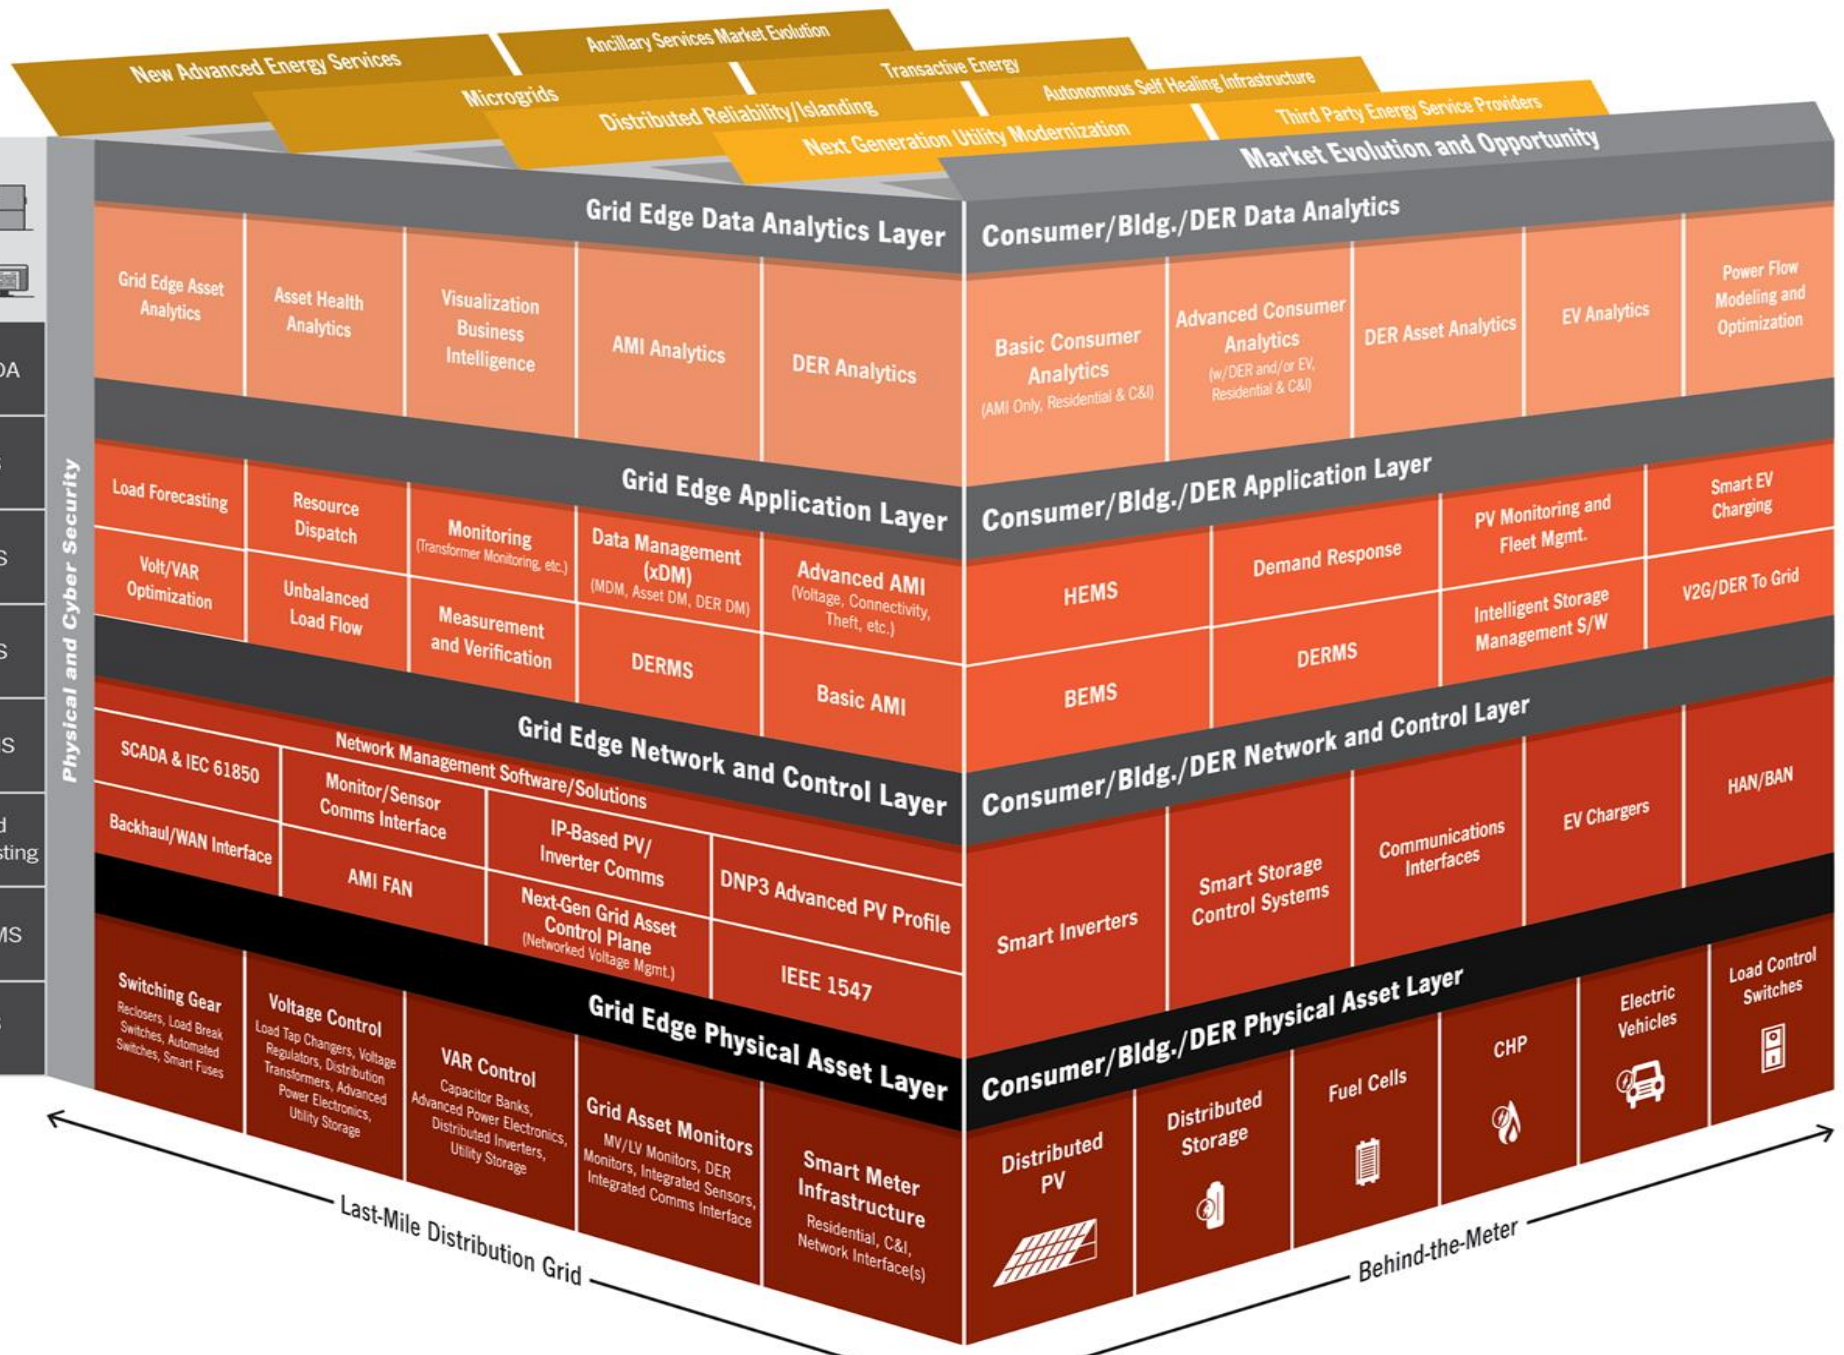 New Advanced Energy Services
Ancillary Services Market Evolution
Microgrids
Transactive Energy
Distributed Reliability/Islanding
Autonomous Self Healing Infrastructure
Next Generation Utility Modernization
Third Party Energy Service Providers
Market Evolution and Opportunity
Physical and Cyber Security
Grid Edge Data Analytics Layer
Grid Edge Asset
Analytics
Asset Health
Analytics
Visualization
Business
Intelligence
AMI Analytics
DER Analytics
Grid Edge Application Layer
Load Forecasting
Resource
Dispatch
Monitoring
(Transformer Monitoring, etc.)
Data Management
(xDM)
(MDM, Asset DM, DER DM)
Advanced AMI
(Voltage, Connectivity,
Theft, etc.)
Volt/VAR
Optimization
Unbalanced
Load Flow
Measurement
and Verification
DERMS
Basic AMI
Grid Edge Network and Control Layer
Network Management Software/Solutions
SCADA & IEC 61850
Monitor/Sensor
Comms Interface
IP-Based PV/
Inverter Comms
DNP3 Advanced PV Profile
Backhaul/WAN Interface
AMI FAN
Next-Gen Grid Asset
Control Plane
(Networked Voltage Mgmt.)
IEEE 1547
Grid Edge Physical Asset Layer
Switching Gear
Reclosers, Load Break
Switches, Automated
Switches, Smart Fuses
Voltage Control
Load Tap Changers, Voltage
Regulators, Distribution
Transformers, Advanced
Power Electronics,
Utility Storage
VAR Control
Capacitor Banks,
Advanced Power Electronics,
Distributed Inverters,
Utility Storage
Grid Asset Monitors
MV/LV Monitors, DER
Monitors, Integrated Sensors,
Integrated Comms Interface
Smart Meter
Infrastructure
Residential, C&I,
Network Interface(s)
Last-Mile Distribution Grid
Consumer/Bldg./DER Data Analytics
Basic Consumer
Analytics
(AMI Only, Residential & C&I)
Advanced Consumer
Analytics
(w/DER and/or EV,
Residential & C&I)
DER Asset Analytics
EV Analytics
Power Flow
Modeling and
Optimization
Consumer/Bldg./DER Application Layer
HEMS
Demand Response
PV Monitoring and
Fleet Mgmt.
Smart EV
Charging
BEMS
DERMS
Intelligent Storage
Management S/W
V2G/DER To Grid
Consumer/Bldg./DER Network and Control Layer
Smart Inverters
Smart Storage
Control Systems
Communications
Interfaces
EV Chargers
HAN/BAN
Consumer/Bldg./DER Physical Asset Layer
Distributed
PV
Distributed
Storage
Fuel Cells
CHP
Electric
Vehicles
Load Control
Switches
Behind-the-Meter